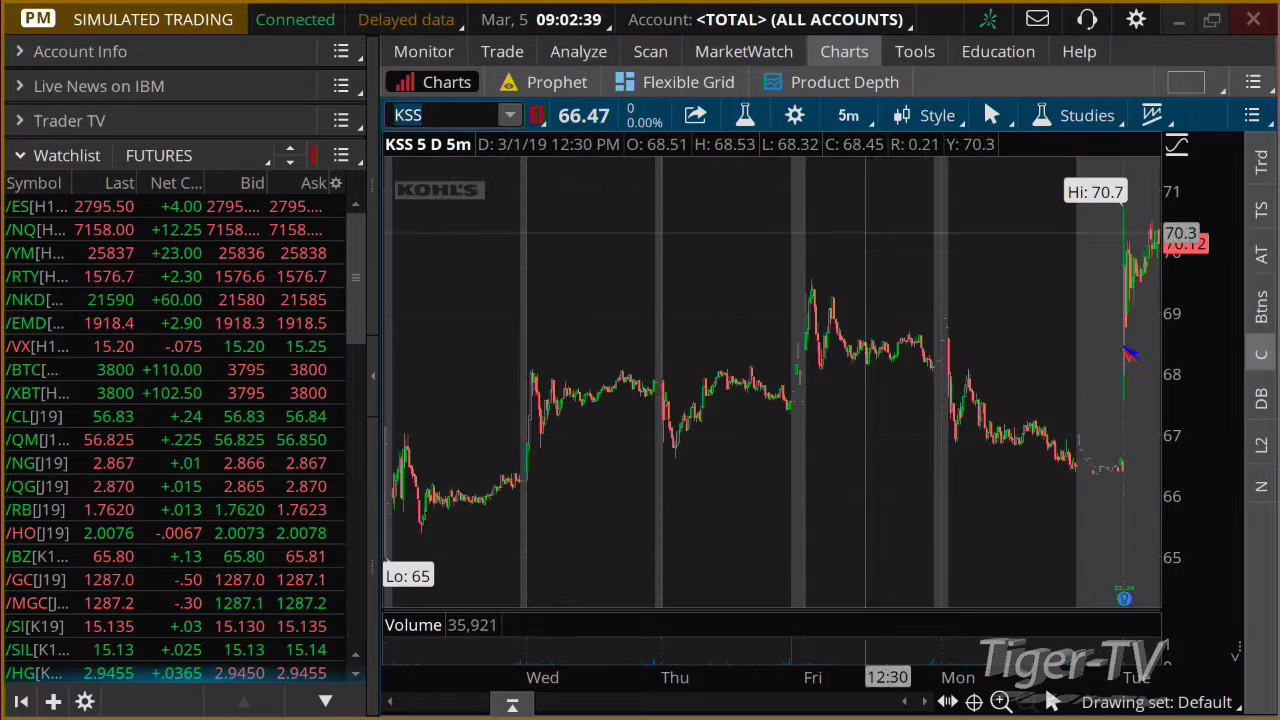 PM SIMULATED TRADING Connected Delayed data Mar, 5 09:02:39 Account: <TOTAL> (ALL ACCOUNTS)
Account Info
Live News on IBM
Trader TV
Watchlist FUTURES
Symbol Last Net C... Bid Ask
/ES[H1... 2795.50 +4.00 2795.... 2795....
/NQ[H... 7158.00 +12.25 7158.... 7158....
/YM[H... 25837 +23.00 25836 25838
/RTY[H... 1576.7 +2.30 1576.6 1576.7
/NKD[... 21590 +60.00 21580 21585
/EMD[... 1918.4 +2.90 1918.3 1918.5
/VX[H1... 15.20 -.075 15.20 15.25
/BTC[... 3800 +110.00 3795 3800
/XBT[H... 3800 +102.50 3795 3800
/CL[J19] 56.83 +.24 56.83 56.84
/QM[J1... 56.825 +.225 56.825 56.850
/NG[J19] 2.867 +.01 2.866 2.867
/QG[J19] 2.870 +.015 2.865 2.870
/RB[J19] 1.7620 +.013 1.7620 1.7623
/HO[J19] 2.0076 -.0067 2.0073 2.0078
/BZ[K1... 65.80 +.13 65.80 65.81
/GC[J19] 1287.0 -.50 1287.0 1287.1
/MGC[J... 1287.2 -.30 1287.1 1287.2
/SI[K19] 15.135 +.03 15.130 15.135
/SIL[K1... 15.13 +.025 15.13 15.14
/HG[K... 2.9455 +.0365 2.9450 2.9455
Monitor Trade Analyze Scan MarketWatch Charts Tools Education Help
Charts Prophet Flexible Grid Product Depth
KSS 1 66.47 0 0.00% 5m Style Studies
KSS 5 D 5m D: 3/1/19 12:30 PM O: 68.51 H: 68.53 L: 68.32 C: 68.45 R: 0.21 Y: 70.3
KOHL'S
Hi: 70.7
71
70.3
70.12
69
68
67
66
65
Lo: 65
Volume 35,921
Tiger-TV
Wed Thu Fri 12:30 Mon Tue
Drawing set: Default
Trd
TS
AT
Btns
C
DB
L2
N